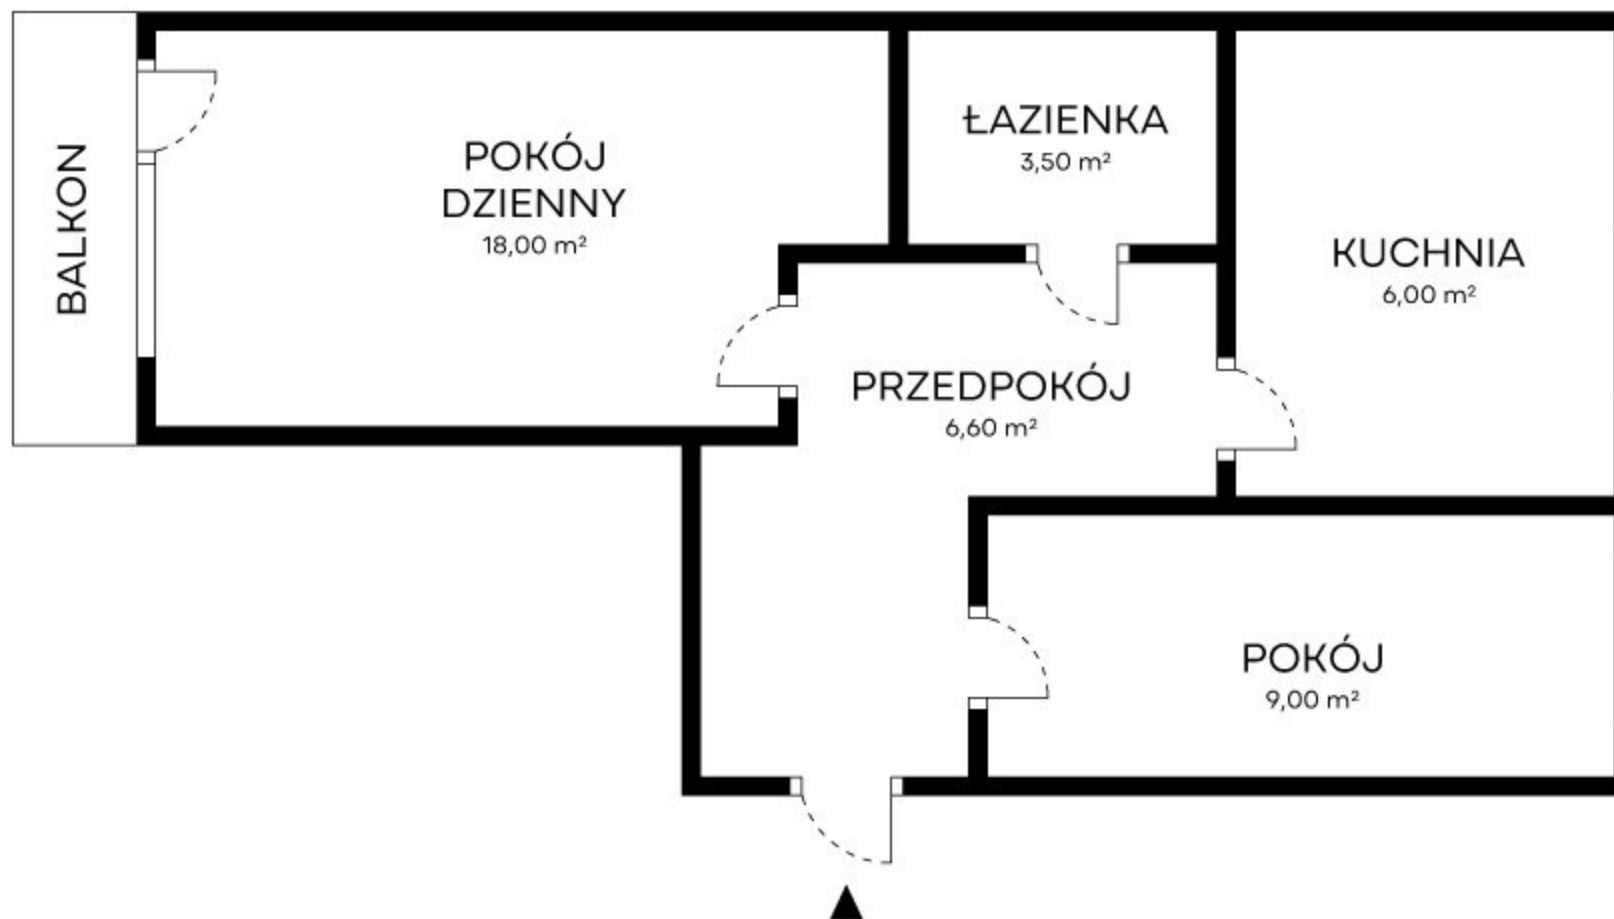 BALKON
POKÓJ
DZIENNY
18,00 m²
ŁAZIENKA
3,50 m²
KUCHNIA
6,00 m²
PRZEDPOKÓJ
6,60 m²
POKÓJ
9,00 m²